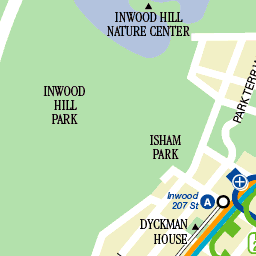 INWOOD HILL
NATURE CENTER
INWOOD
HILL
PARK
PARK TERR W
ISHAM
PARK
Inwood
207 St
A
DYCKMAN
HOUSE